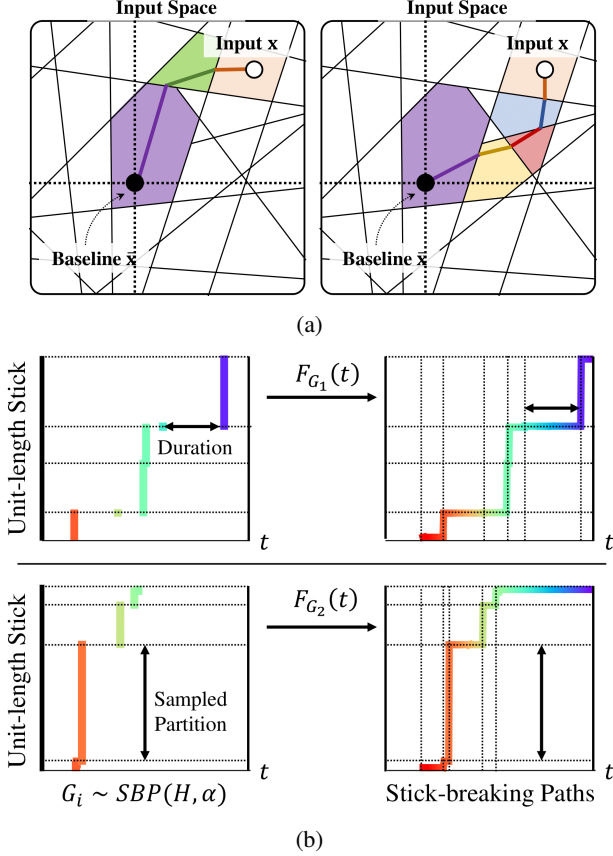 Input Space
Input Space
Input x
Input x
Baseline x̄
Baseline x̄
(a)
Unit-length Stick
Duration
t
F_{G_1}(t)
t
Unit-length Stick
Sampled
Partition
t
F_{G_2}(t)
t
G_i ~ SBP(H, α)
Stick-breaking Paths
(b)